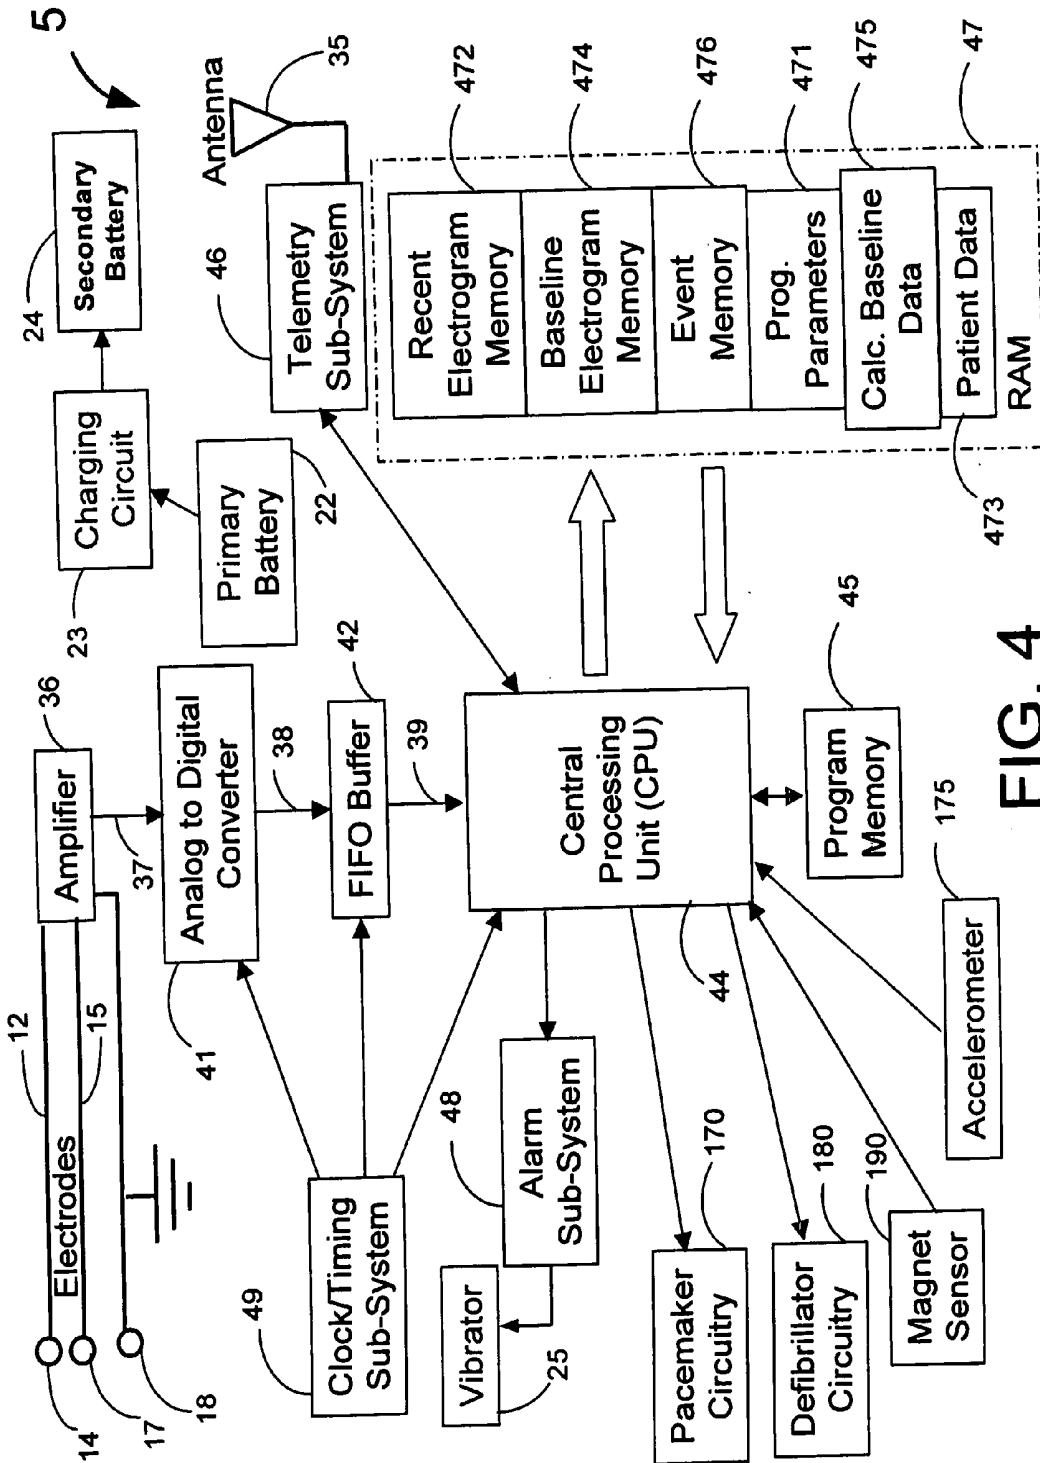 5
24
Secondary
Battery
Charging
Circuit
23
Primary
Battery
22
Antenna
35
46
Telemetry
Sub-System
12
Electrodes
15
14
17
18
Amplifier
36
37
41
Analog to Digital
Converter
38
42
FIFO Buffer
39
49
Clock/Timing
Sub-System
Central
Processing
Unit (CPU)
44
Vibrator
25
48
Alarm
Sub-System
Pacemaker
Circuitry
170
Defibrillator
Circuitry
180
190
Magnet
Sensor
Accelerometer
175
Program
Memory
45
Recent
Electrogram
Memory
472
Baseline
Electrogram
Memory
474
Event
Memory
476
Prog.
Parameters
471
Calc. Baseline
Data
475
Patient Data
473
RAM
47
FIG. 4